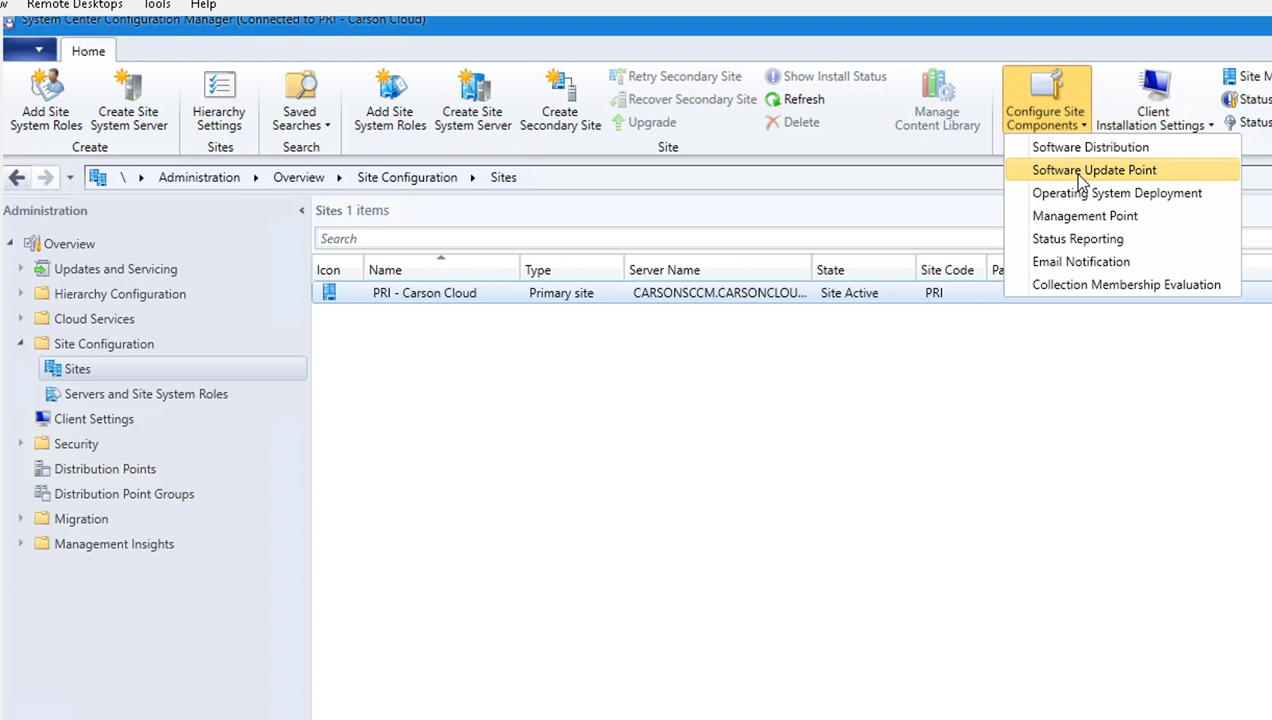 w Remote Desktops Tools Help
System Center Configuration Manager (Connected to PRI - Carson Cloud)
Home
Add Site
System Roles
Create Site
System Server
Create
Hierarchy
Settings
Sites
Saved
Searches
Search
Add Site
System Roles
Create Site
System Server
Create
Secondary Site
Retry Secondary Site
Recover Secondary Site
Upgrade
Show Install Status
Refresh
Delete
Manage
Content Library
Site
Configure Site
Components
Client
Installation Settings
Site M
Status
Status
Software Distribution
Software Update Point
Operating System Deployment
Management Point
Status Reporting
Email Notification
Collection Membership Evaluation
\ Administration Overview Site Configuration Sites
Administration
Overview
Updates and Servicing
Hierarchy Configuration
Cloud Services
Site Configuration
Sites
Servers and Site System Roles
Client Settings
Security
Distribution Points
Distribution Point Groups
Migration
Management Insights
Sites 1 items
Search
Icon Name Type Server Name State Site Code Pa
PRI - Carson Cloud Primary site CARSONSCCM.CARSONCLOU... Site Active PRI